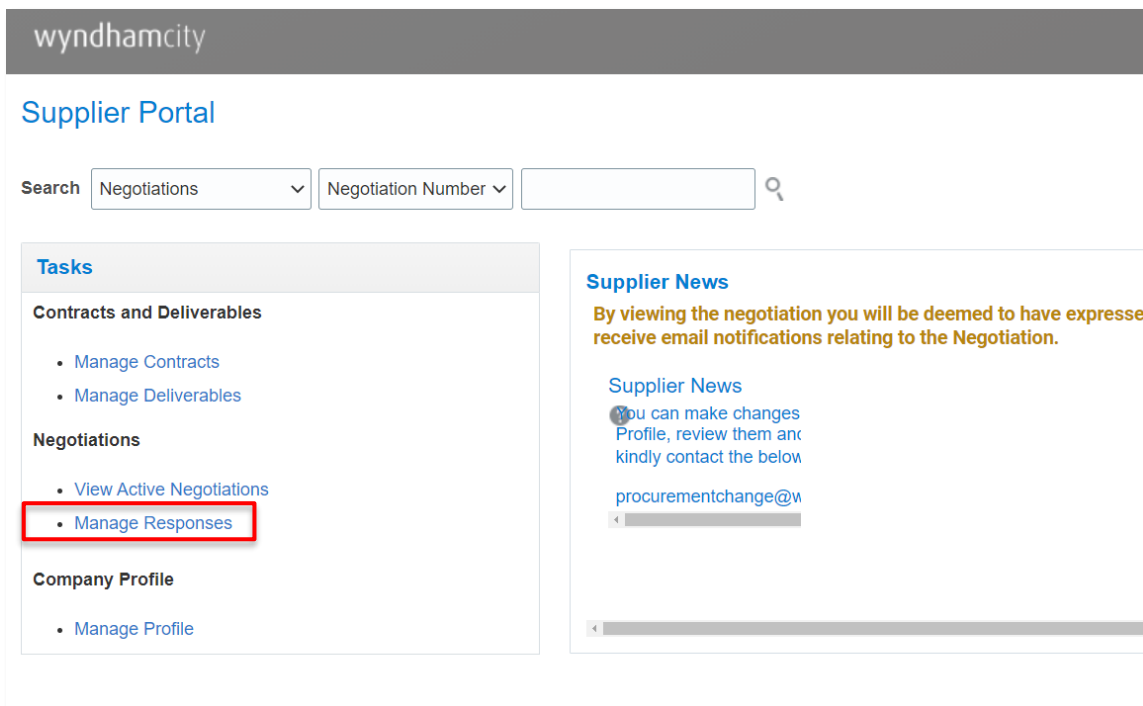 wyndhamcity
Supplier Portal
Search Negotiations Negotiation Number
Tasks
Contracts and Deliverables
Manage Contracts
Manage Deliverables
Negotiations
View Active Negotiations
Manage Responses
Company Profile
Manage Profile
Supplier News
By viewing the negotiation you will be deemed to have expresse
receive email notifications relating to the Negotiation.
Supplier News
You can make changes
Profile, review them and
kindly contact the below
procurementchange@w